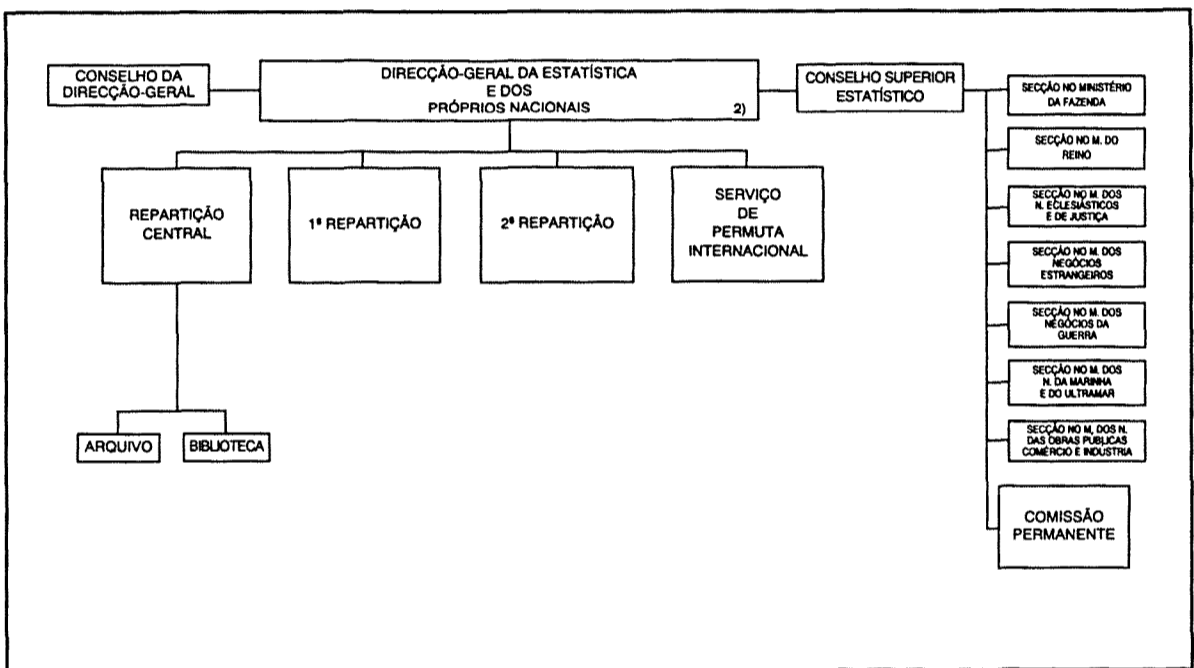 CONSELHO DA
DIRECÇÃO-GERAL
DIRECÇÃO-GERAL DA ESTATÍSTICA
E DOS
PRÓPRIOS NACIONAIS
2)
CONSELHO SUPERIOR
ESTATÍSTICO
SECÇÃO NO MINISTÉRIO
DA FAZENDA
SECÇÃO NO M. DO
REINO
SECÇÃO NO M. DOS
N. ECLESIÁSTICOS
E DE JUSTIÇA
SECÇÃO NO M. DOS
NEGÓCIOS
ESTRANGEIROS
SECÇÃO NO M. DOS
NEGÓCIOS DA
GUERRA
SECÇÃO NO M. DOS
N. DA MARINHA
E DO ULTRAMAR
SECÇÃO NO M. DOS N.
DAS OBRAS PÚBLICAS
COMÉRCIO E INDÚSTRIA
COMISSÃO
PERMANENTE
REPARTIÇÃO
CENTRAL
1ª REPARTIÇÃO
2ª REPARTIÇÃO
SERVIÇO
DE
PERMUTA
INTERNACIONAL
ARQUIVO
BIBLIOTECA